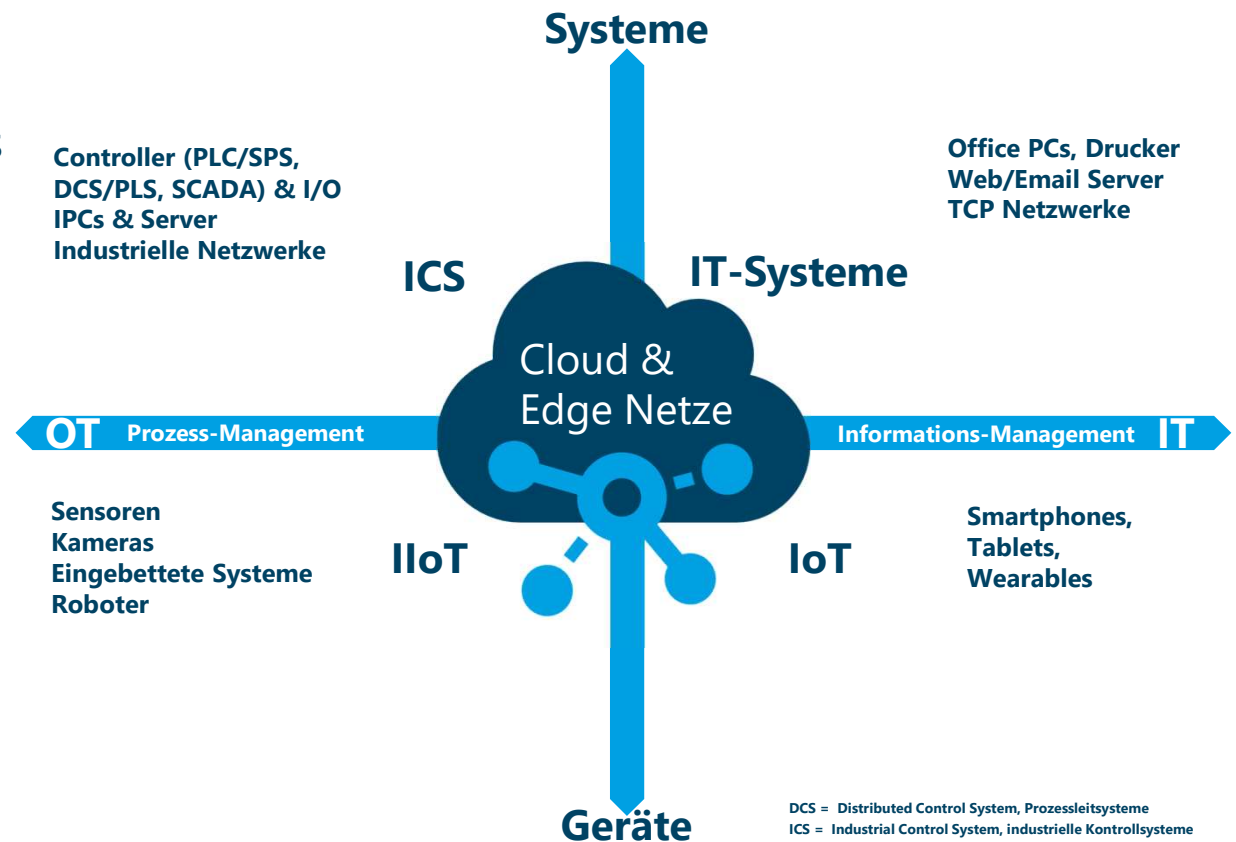 Systeme
Controller (PLC/SPS,
DCS/PLS, SCADA) & I/O
IPCs & Server
Industrielle Netzwerke
Office PCs, Drucker
Web/Email Server
TCP Netzwerke
ICS
IT-Systeme
Cloud &
Edge Netze
OT Prozess-Management
Informations-Management IT
Sensoren
Kameras
Eingebettete Systeme
Roboter
IIoT
IoT
Smartphones,
Tablets,
Wearables
Geräte
DCS = Distributed Control System, Prozessleitsysteme
ICS = Industrial Control System, industrielle Kontrollsysteme